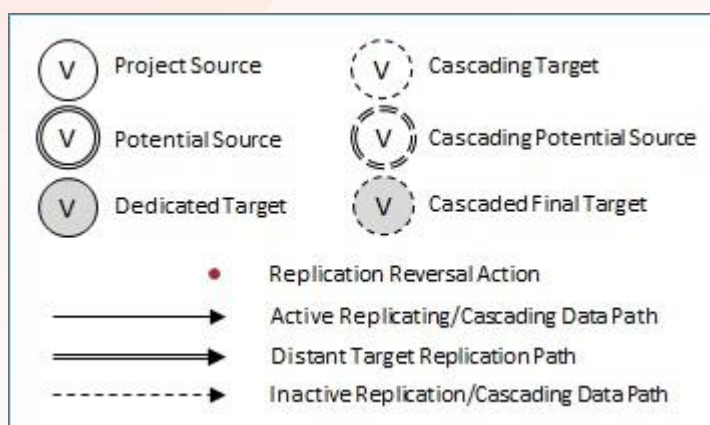 V Project Source V Cascading Target
V Potential Source V Cascading Potential Source
V Dedicated Target V Cascaded Final Target
Replication Reversal Action
Active Replicating/Cascading Data Path
Distant Target Replication Path
Inactive Replication/Cascading Data Path